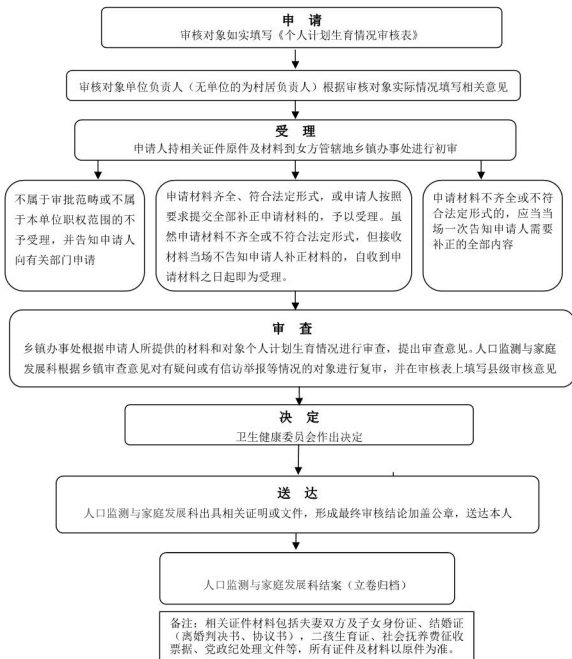 申 请
审核对象如实填写《个人计划生育情况审核表》
审核对象单位负责人（无单位的为村居负责人）根据审核对象实际情况填写相关意见
受 理
申请人持相关证件原件及材料到女方管辖地乡镇办事处进行初审
不属于审批范畴或不属
于本单位职权范围的不
予受理，并告知申请人
向有关部门申请
申请材料齐全、符合法定形式，或申请人按照
要求提交全部补正申请材料的，予以受理。虽
然申请材料不齐全或不符合法定形式，但接收
材料当场不告知申请人补正材料的，自收到申
请材料之日起即为受理。
申请材料不齐全或不符
合法定形式的，应当当
场一次告知申请人需要
补正的全部内容
审 查
乡镇办事处根据申请人所提供的材料和对象个人计划生育情况进行审查，提出审查意见。人口监测与家庭
发展科根据乡镇审查意见对有疑问或有信访举报等情况的对象进行复审，并在审核表上填写县级审核意见
决 定
卫生健康委员会作出决定
送 达
人口监测与家庭发展科出具相关证明或文件，形成最终审核结论加盖公章，送达本人
人口监测与家庭发展科结案（立卷归档）
备注：相关证件材料包括夫妻双方及子女身份证、结婚证
（离婚判决书、协议书），二孩生育证、社会抚养费征收
票据、党政纪处理文件等，所有证件及材料以原件为准。